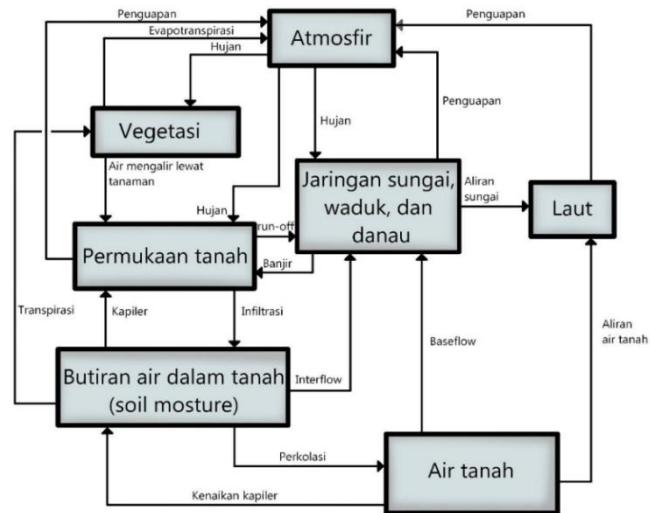 Penguapan
Penguapan
Evapotranspirasi
Atmosfir
Hujan
Penguapan
Vegetasi
Hujan
Air mengalir lewat
tanaman
Jaringan sungai,
waduk, dan
danau
Aliran
sungai
Laut
Hujan
run-off
Permukaan tanah
Banjir
Transpirasi
Kapiler
Infiltrasi
Baseflow
Aliran
air tanah
Butiran air dalam tanah
(soil mosture)
Interflow
Perkolasi
Air tanah
Kenaikan kapiler